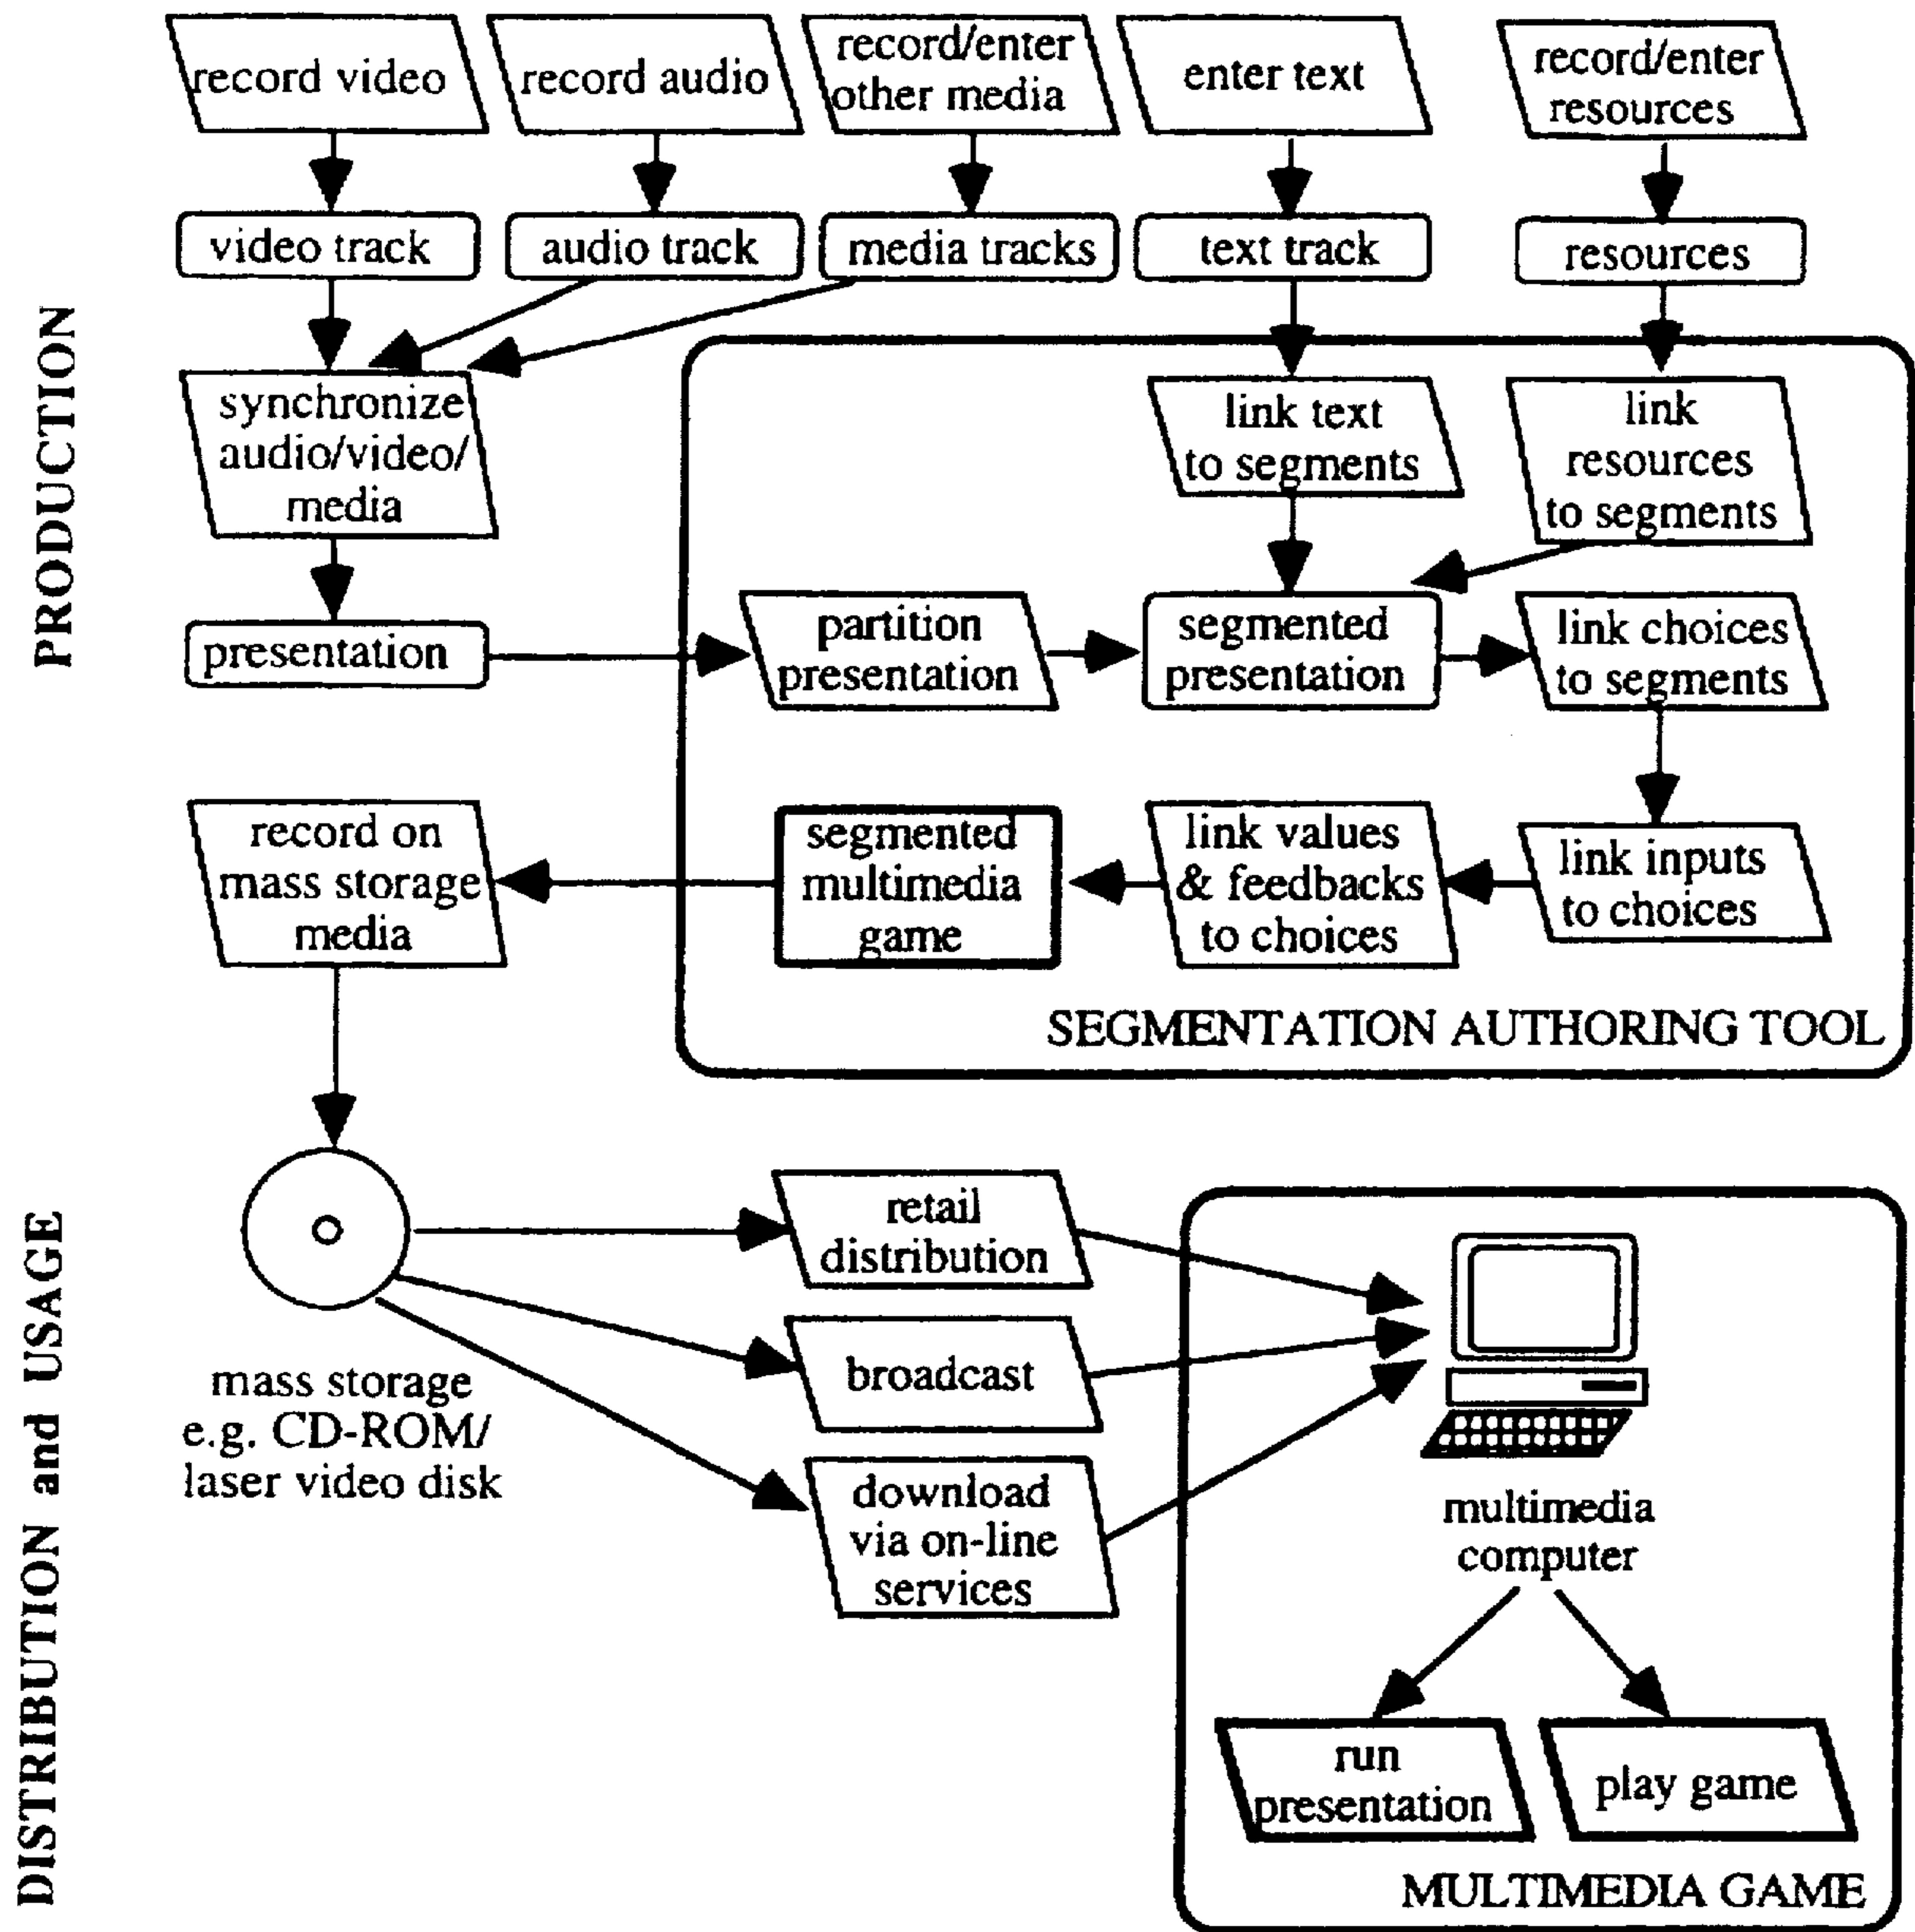 record video
record audio
record/enter
other media
enter text
record/enter
resources
video track
audio track
media tracks
text track
resources
PRODUCTION
synchronize
audio/video/
media
link text
to segments
link
resources
to segments
presentation
partition
presentation
segmented
presentation
link choices
to segments
record on
mass storage
media
segmented
multimedia
game
link values
& feedbacks
to choices
link inputs
to choices
SEGMENTATION AUTHORING TOOL
DISTRIBUTION and USAGE
mass storage
e.g. CD-ROM/
laser video disk
retail
distribution
broadcast
download
via on-line
services
multimedia
computer
run
presentation
play game
MULTIMEDIA GAME